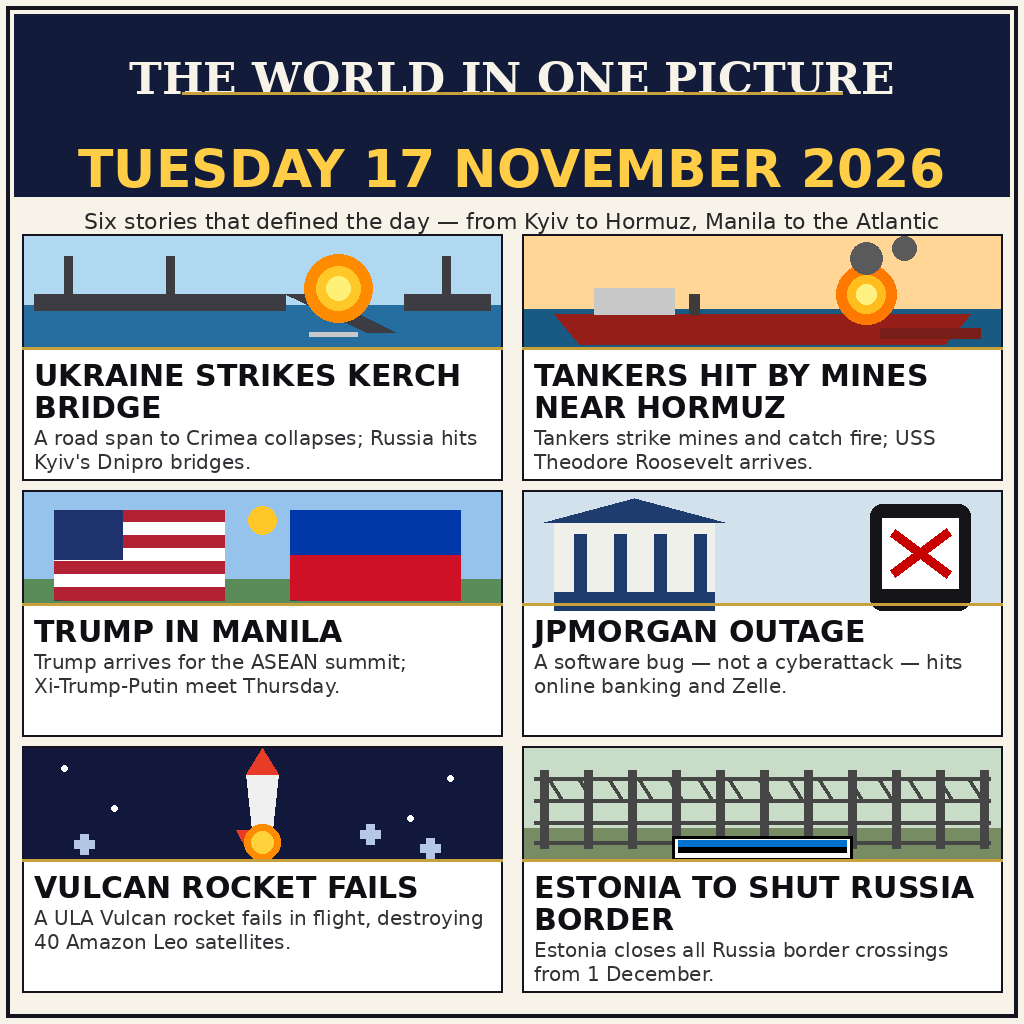 THE WORLD IN ONE PICTURE
TUESDAY 17 NOVEMBER 2026
Six stories that defined the day — from Kyiv to Hormuz, Manila to the Atlantic
UKRAINE STRIKES KERCH
BRIDGE
A road span to Crimea collapses; Russia hits
Kyiv's Dnipro bridges.
TANKERS HIT BY MINES
NEAR HORMUZ
Tankers strike mines and catch fire; USS
Theodore Roosevelt arrives.
TRUMP IN MANILA
Trump arrives for the ASEAN summit;
Xi-Trump-Putin meet Thursday.
JPMORGAN OUTAGE
A software bug — not a cyberattack — hits
online banking and Zelle.
VULCAN ROCKET FAILS
A ULA Vulcan rocket fails in flight, destroying
40 Amazon Leo satellites.
ESTONIA TO SHUT RUSSIA
BORDER
Estonia closes all Russia border crossings
from 1 December.